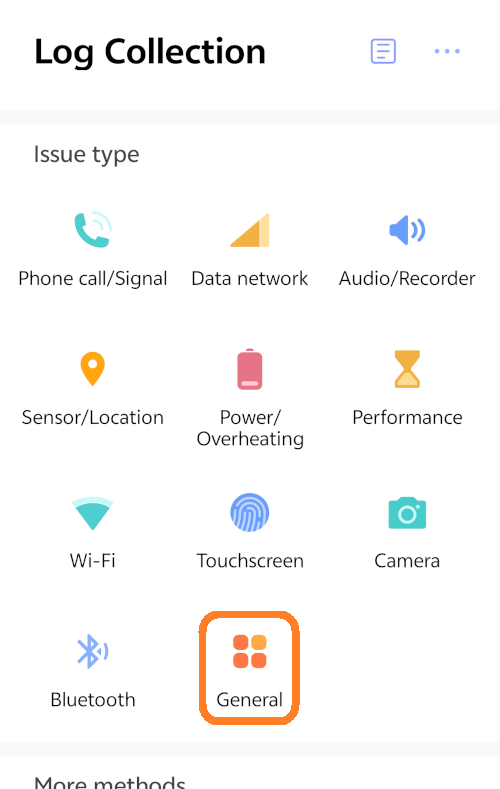 Log Collection
Issue type
Phone call/Signal
Data network
Audio/Recorder
Sensor/Location
Power/
Overheating
Performance
Wi-Fi
Touchscreen
Camera
Bluetooth
General
More methods